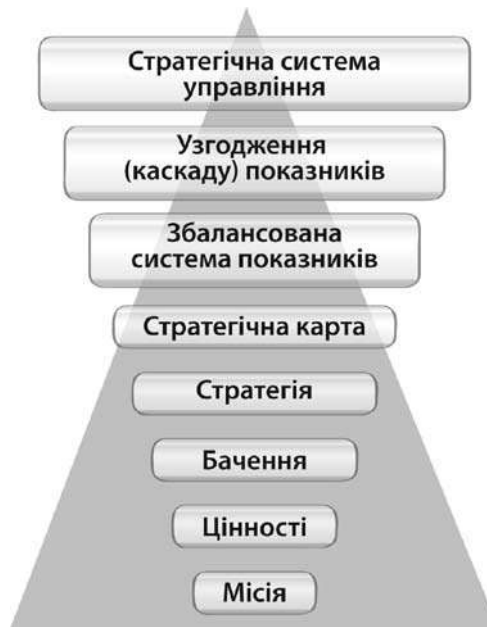 Стратегічна система
управління
Узгодження
(каскаду) показників
Збалансована
система показників
Стратегічна карта
Стратегія
Бачення
Цінності
Місія